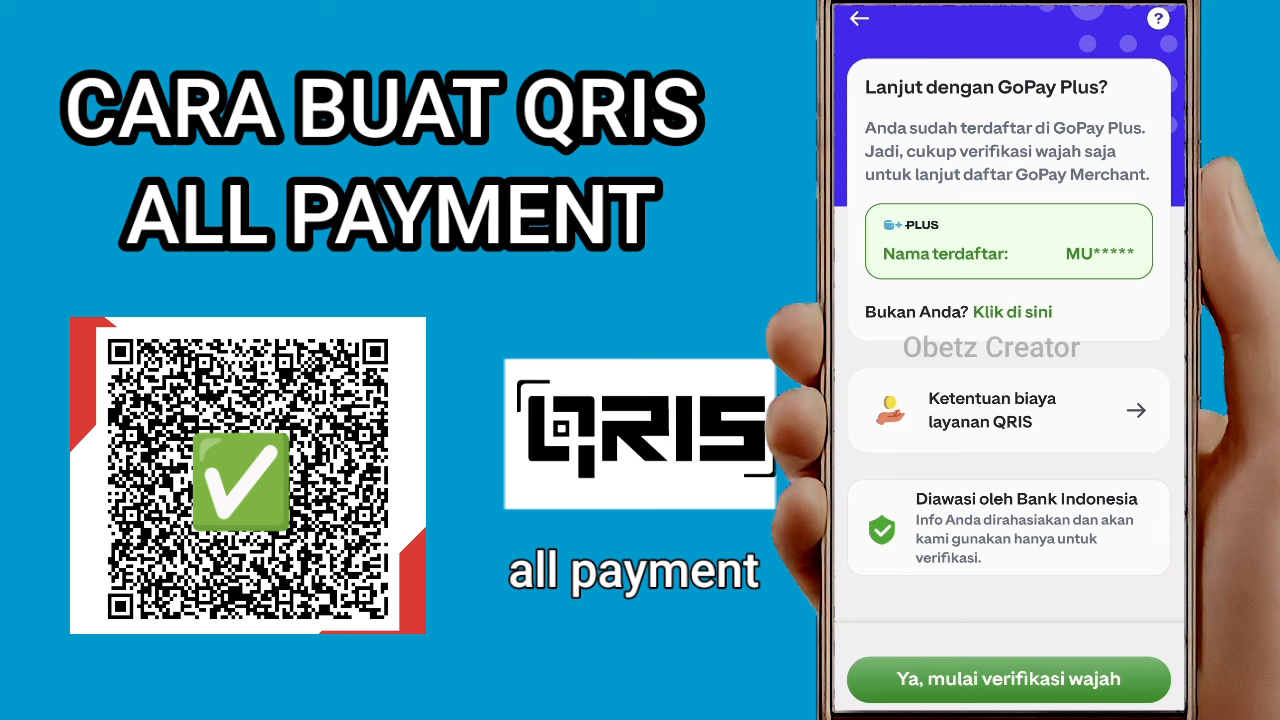 CARA BUAT QRIS
ALL PAYMENT
QRIS
all payment
?
Lanjut dengan GoPay Plus?
Anda sudah terdaftar di GoPay Plus.
Jadi, cukup verifikasi wajah saja
untuk lanjut daftar GoPay Merchant.
PLUS
Nama terdaftar: MU*****
Bukan Anda? Klik di sini
Obetz Creator
Ketentuan biaya
layanan QRIS
Diawasi oleh Bank Indonesia
Info Anda dirahasiakan dan akan
kami gunakan hanya untuk
verifikasi.
Ya, mulai verifikasi wajah